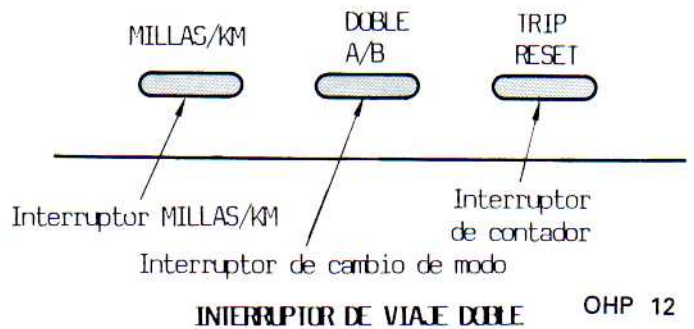 MILLAS/KM
DOBLE
A/B
TRIP
RESET
Interruptor MILLAS/KM
Interruptor de cambio de modo
Interruptor
de contador
INTERRUPTOR DE VIAJE DOBLE
OHP 12